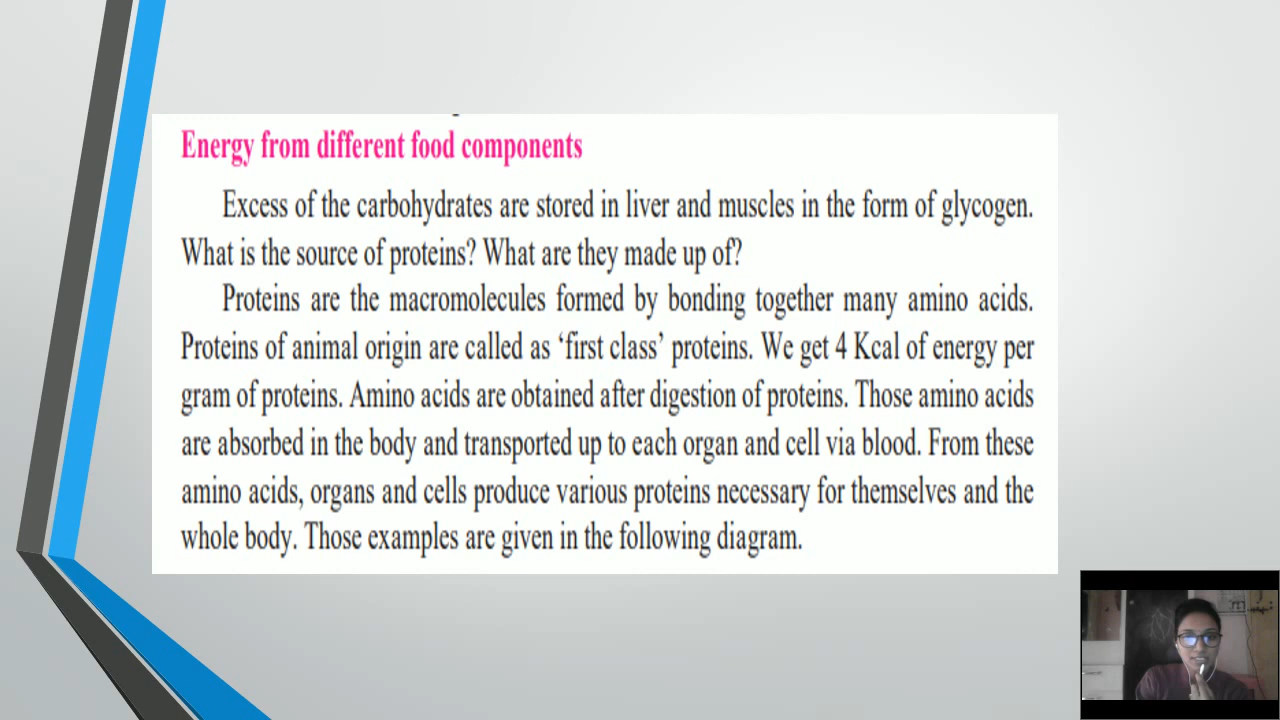 Energy from different food components
Excess of the carbohydrates are stored in liver and muscles in the form of glycogen.
What is the source of proteins? What are they made up of?
Proteins are the macromolecules formed by bonding together many amino acids.
Proteins of animal origin are called as ‘first class’ proteins. We get 4 Kcal of energy per
gram of proteins. Amino acids are obtained after digestion of proteins. Those amino acids
are absorbed in the body and transported up to each organ and cell via blood. From these
amino acids, organs and cells produce various proteins necessary for themselves and the
whole body. Those examples are given in the following diagram.